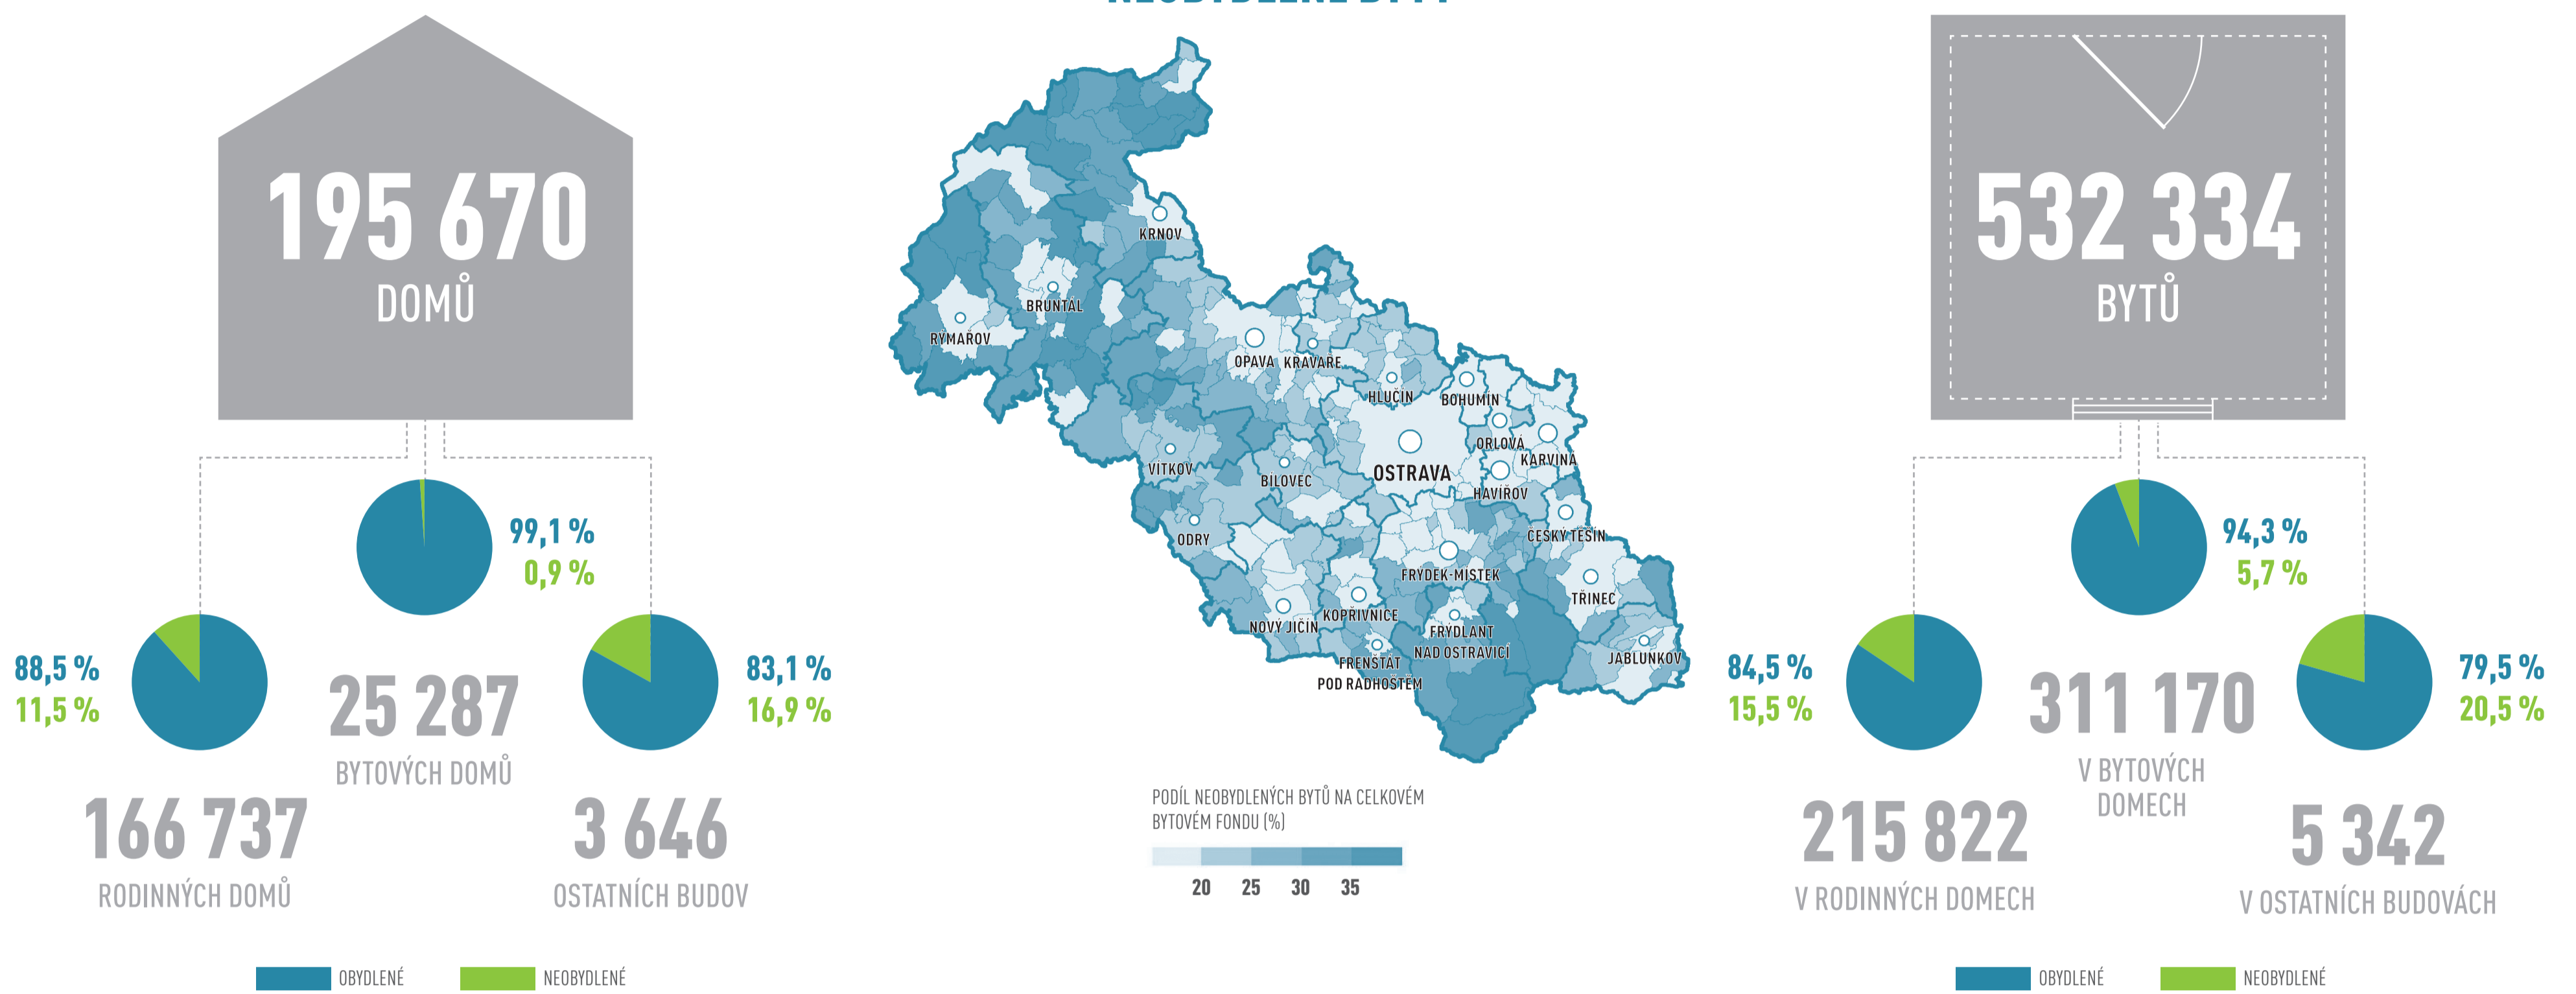 NEOBYDLENÉ BYTY
195 670
DOMŮ
99,1 %
0,9 %
88,5 %
11,5 %
83,1 %
16,9 %
25 287
BYTOVÝCH DOMŮ
166 737
RODINNÝCH DOMŮ
3 646
OSTATNÍCH BUDOV
OBYDLENÉ
NEOBYDLENÉ
KRNOV
BRUNTÁL
RÝMAŘOV
OPAVA
KRAVAŘE
HLUČÍN
BOHUMÍN
ORLOVÁ
KARVINÁ
OSTRAVA
HAVÍŘOV
VÍTKOV
BÍLOVEC
ČESKÝ TĚŠÍN
ODRY
FRÝDEK-MÍSTEK
TŘINEC
KOPŘIVNICE
NOVÝ JIČÍN
FRÝDLANT
NAD OSTRAVICÍ
JABLUNKOV
FRENŠTÁT
POD RADHOŠTĚM
PODÍL NEOBYDLENÝCH BYTŮ NA CELKOVÉM
BYTOVÉM FONDU (%)
20 25 30 35
532 334
BYTŮ
94,3 %
5,7 %
84,5 %
15,5 %
79,5 %
20,5 %
311 170
V BYTOVÝCH
DOMECH
215 822
V RODINNÝCH DOMECH
5 342
V OSTATNÍCH BUDOVÁCH
OBYDLENÉ
NEOBYDLENÉ